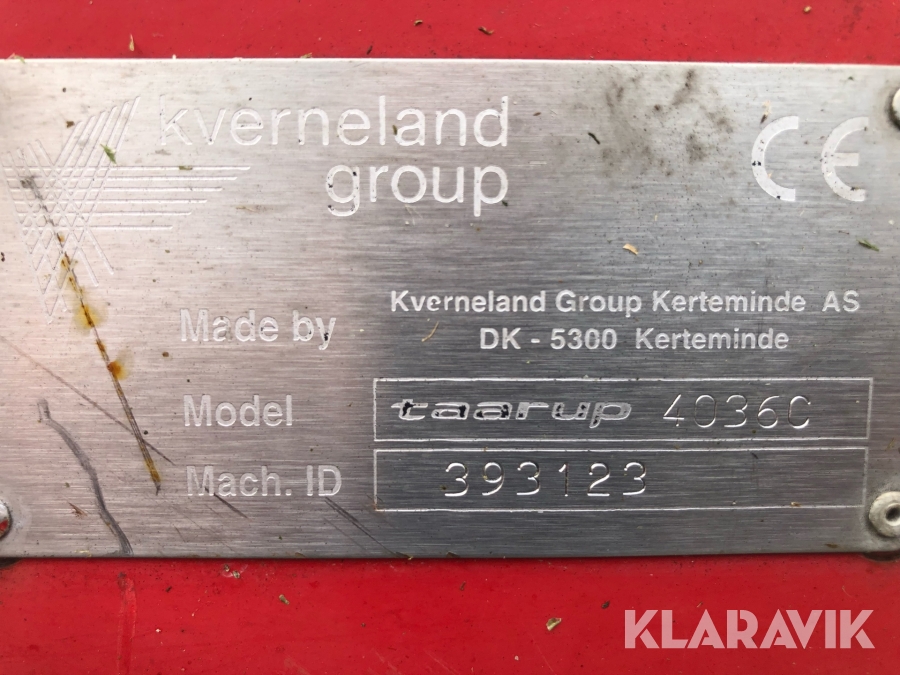 kverneland
group
CE
Made by
Kverneland Group Kerteminde AS
DK - 5300 Kerteminde
Model taarup 4036C
Mach. ID 393123
KLARAVIK